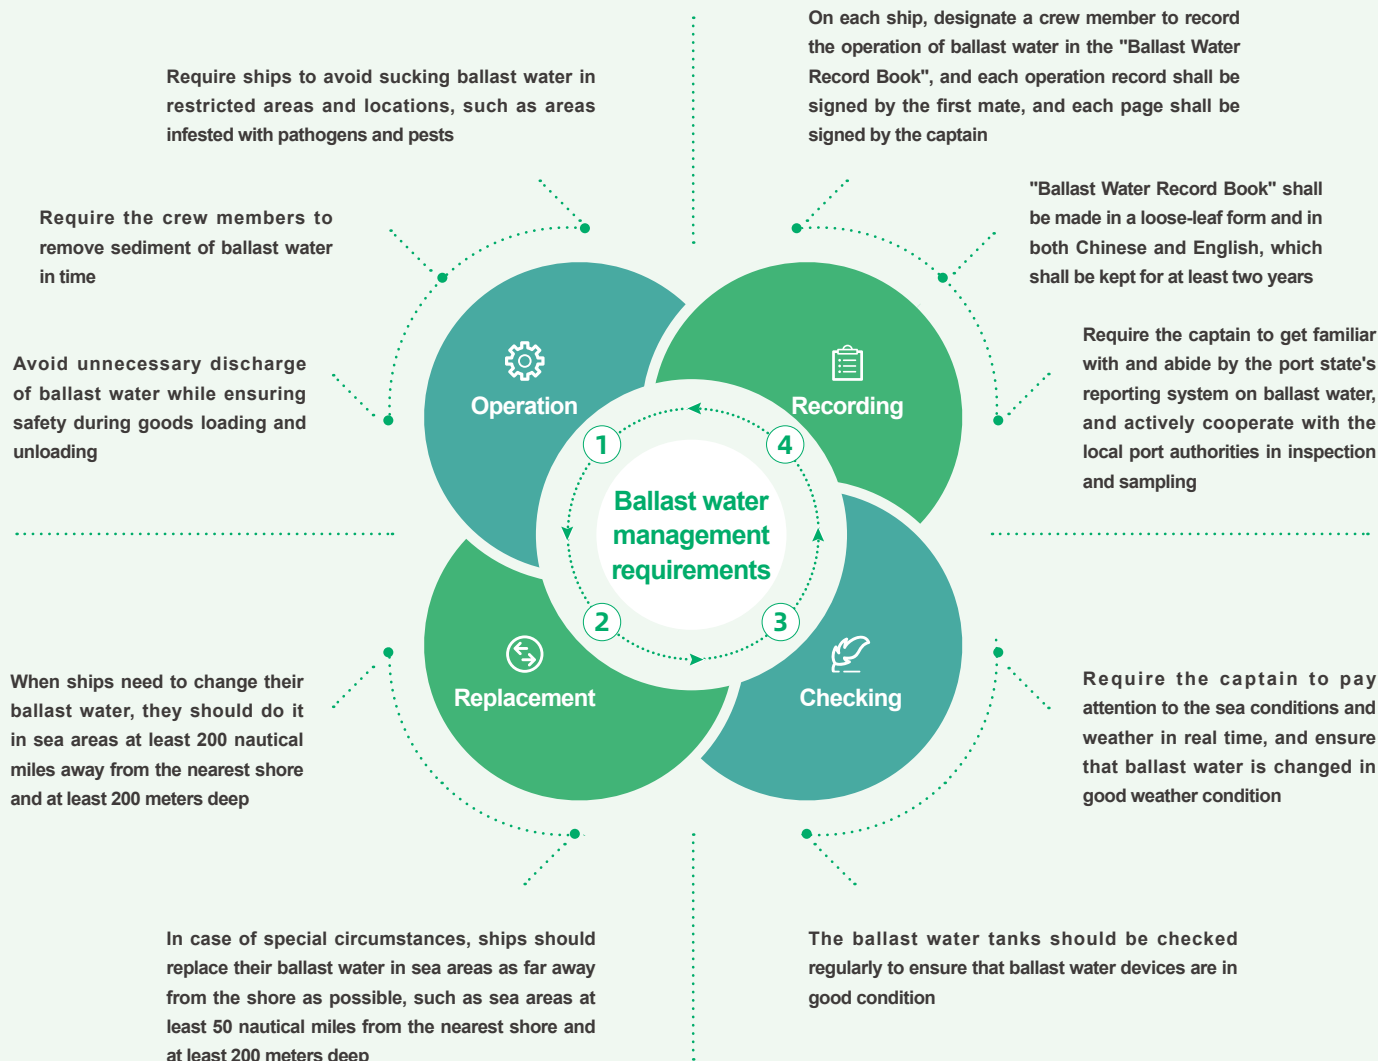 Require ships to avoid sucking ballast water in
restricted areas and locations, such as areas
infested with pathogens and pests
Require the crew members to
remove sediment of ballast water
in time
Avoid unnecessary discharge
of ballast water while ensuring
safety during goods loading and
unloading
On each ship, designate a crew member to record
the operation of ballast water in the "Ballast Water
Record Book", and each operation record shall be
signed by the first mate, and each page shall be
signed by the captain
"Ballast Water Record Book" shall
be made in a loose-leaf form and in
both Chinese and English, which
shall be kept for at least two years
Require the captain to get familiar
with and abide by the port state's
reporting system on ballast water,
and actively cooperate with the
local port authorities in inspection
and sampling
Operation
Recording
1
4
Ballast water
management
requirements
2
3
Replacement
Checking
When ships need to change their
ballast water, they should do it
in sea areas at least 200 nautical
miles away from the nearest shore
and at least 200 meters deep
In case of special circumstances, ships should
replace their ballast water in sea areas as far away
from the shore as possible, such as sea areas at
least 50 nautical miles from the nearest shore and
at least 200 meters deep
Require the captain to pay
attention to the sea conditions and
weather in real time, and ensure
that ballast water is changed in
good weather condition
The ballast water tanks should be checked
regularly to ensure that ballast water devices are in
good condition